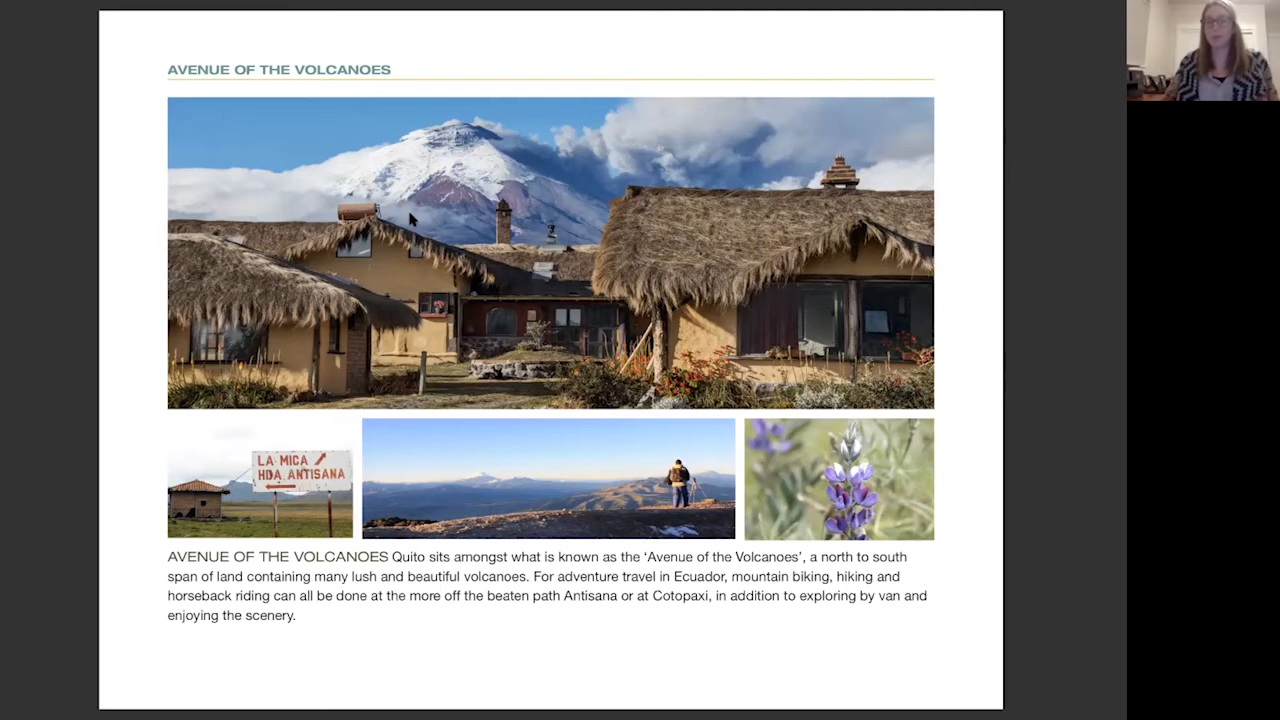 AVENUE OF THE VOLCANOES
LA MICA
HDA ANTISANA
AVENUE OF THE VOLCANOES Quito sits amongst what is known as the ‘Avenue of the Volcanoes’, a north to south
span of land containing many lush and beautiful volcanoes. For adventure travel in Ecuador, mountain biking, hiking and
horseback riding can all be done at the more off the beaten path Antisana or at Cotopaxi, in addition to exploring by van and
enjoying the scenery.